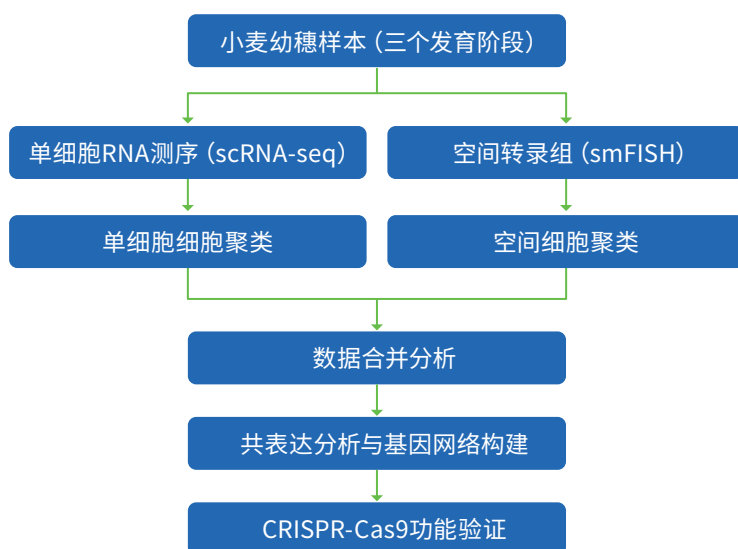 小麦幼穗样本（三个发育阶段）
单细胞RNA测序（scRNA-seq）
空间转录组（smFISH）
单细胞细胞聚类
空间细胞聚类
数据合并分析
共表达分析与基因网络构建
CRISPR-Cas9功能验证